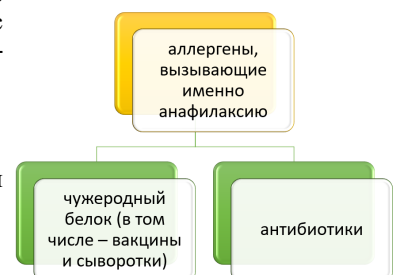 аллергены,
вызывающие
именно
анафилаксию
чужеродный
белок (в том
числе – вакцины
и сыворотки)
антибиотики